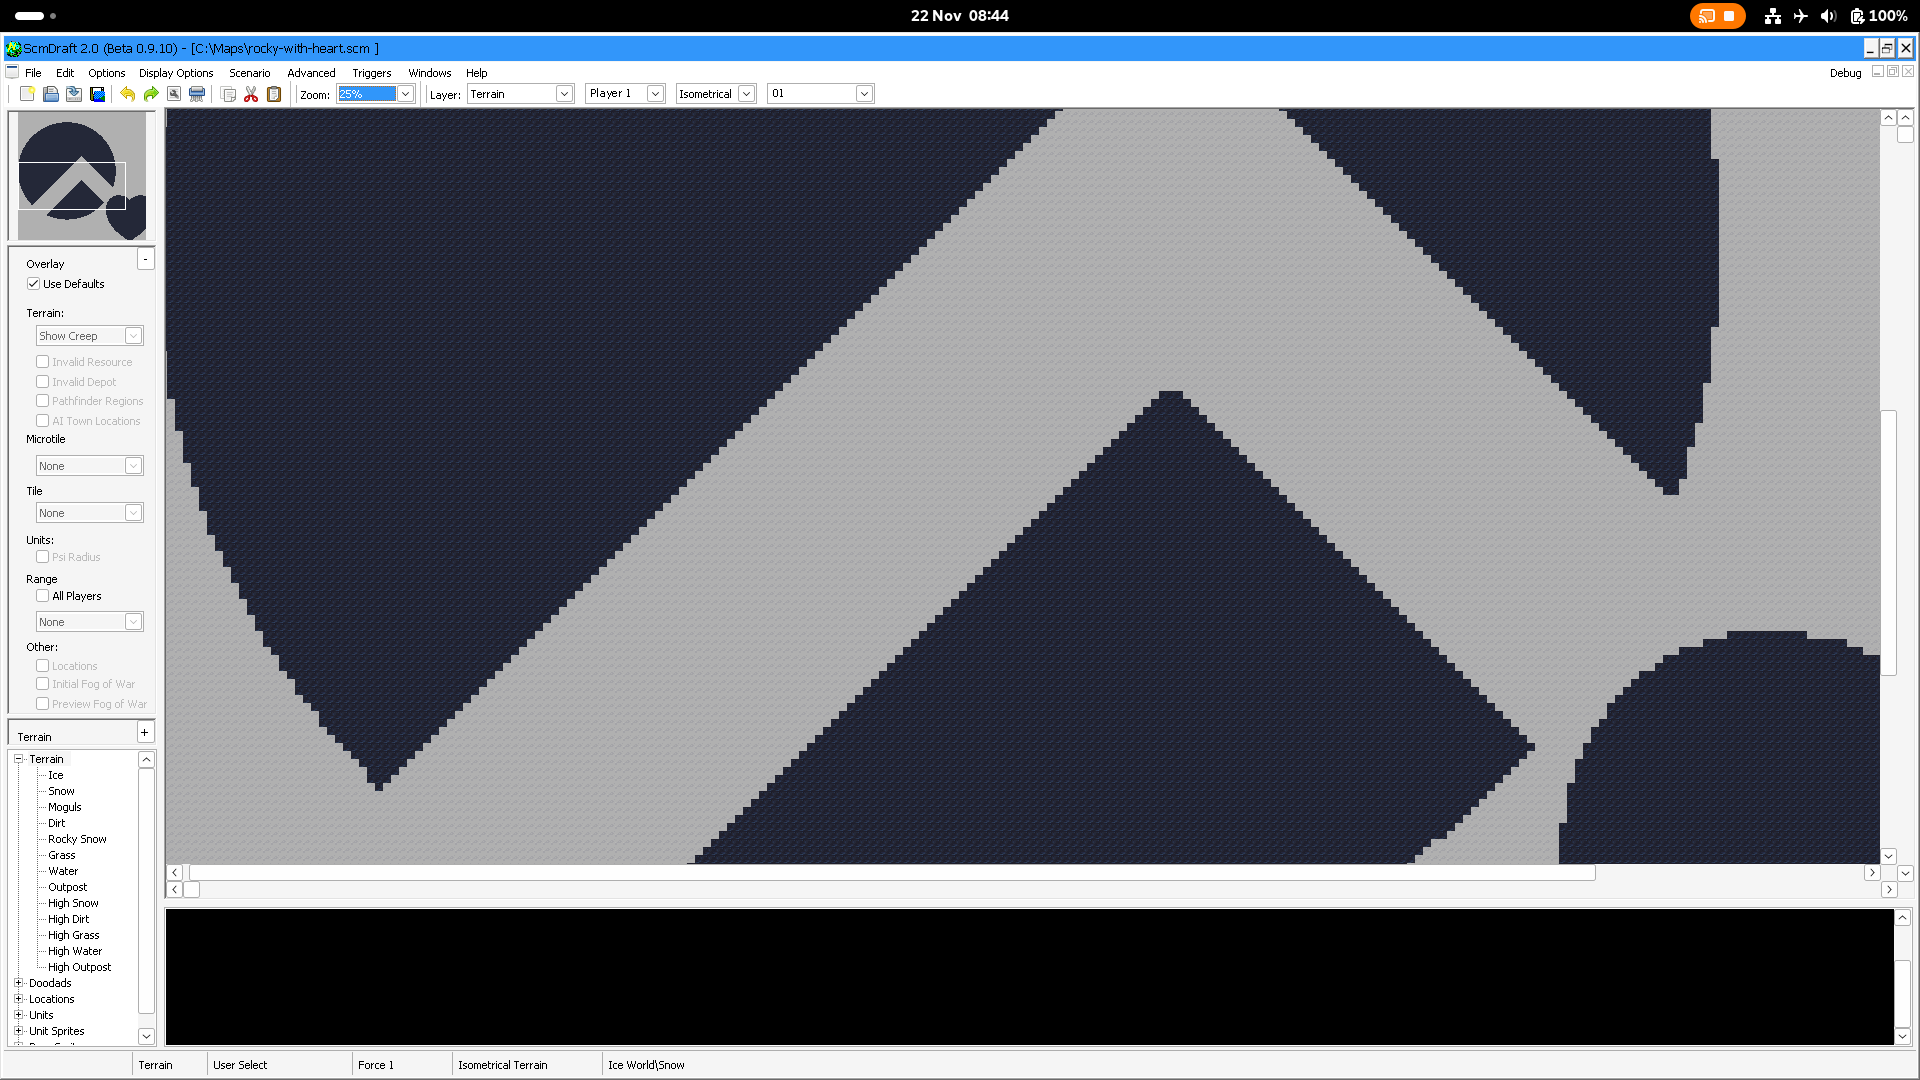 22 Nov 08:44
100%
ScmDraft 2.0 (Beta 0.9.10) - [C:\Maps\rocky-with-heart.scm ]
File Edit Options Display Options Scenario Advanced Triggers Windows Help Debug
Zoom: 25% Layer: Terrain Player 1 Isometrical 01
Overlay -
Use Defaults
Terrain:
Show Creep
Invalid Resource
Invalid Depot
Pathfinder Regions
AI Town Locations
Microtile
None
Tile
None
Units:
Psi Radius
Range
All Players
None
Other:
Locations
Initial Fog of War
Preview Fog of War
Terrain +
Terrain
Ice
Snow
Moguls
Dirt
Rocky Snow
Grass
Water
Outpost
High Snow
High Dirt
High Grass
High Water
High Outpost
Doodads
Locations
Units
Unit Sprites
Terrain User Select Force 1 Isometrical Terrain Ice World\Snow